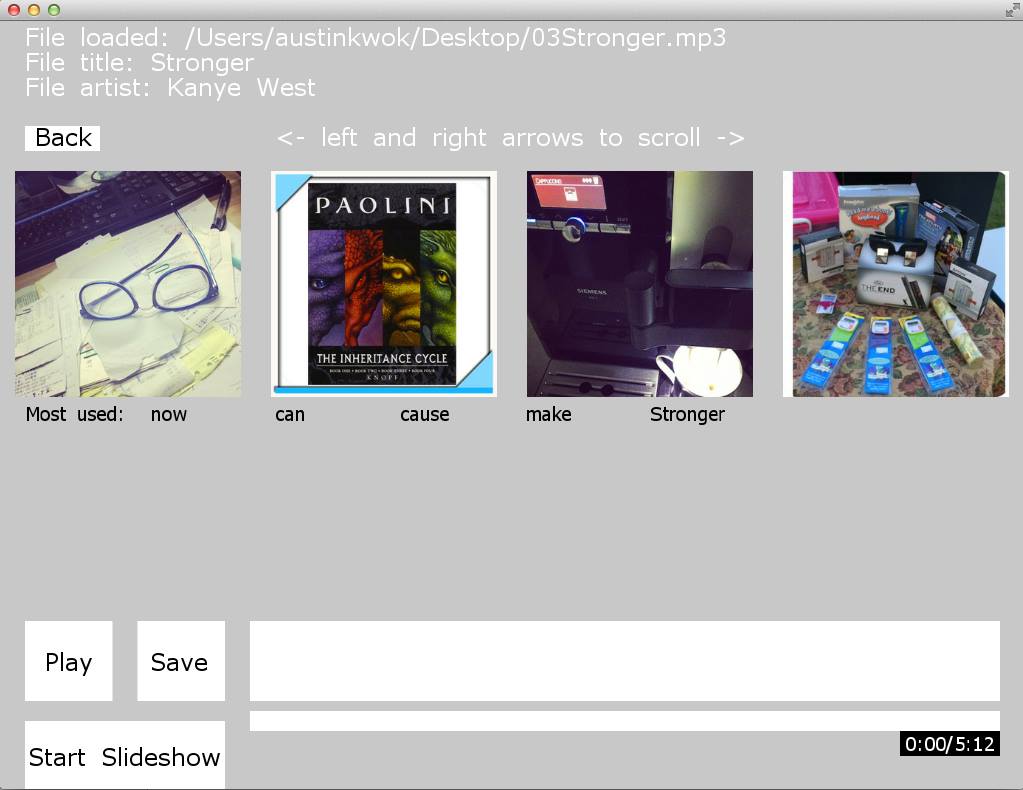 File loaded: /Users/austinkwok/Desktop/03Stronger.mp3
File title: Stronger
File artist: Kanye West
Back
<- left and right arrows to scroll ->
PAOLINI
THE INHERITANCE CYCLE
BOOK ONE • BOOK TWO • BOOK THREE • BOOK FOUR
KNOPF
SIEMENS
THE END
Most used: now can cause make Stronger
Play
Save
Start Slideshow
0:00/5:12